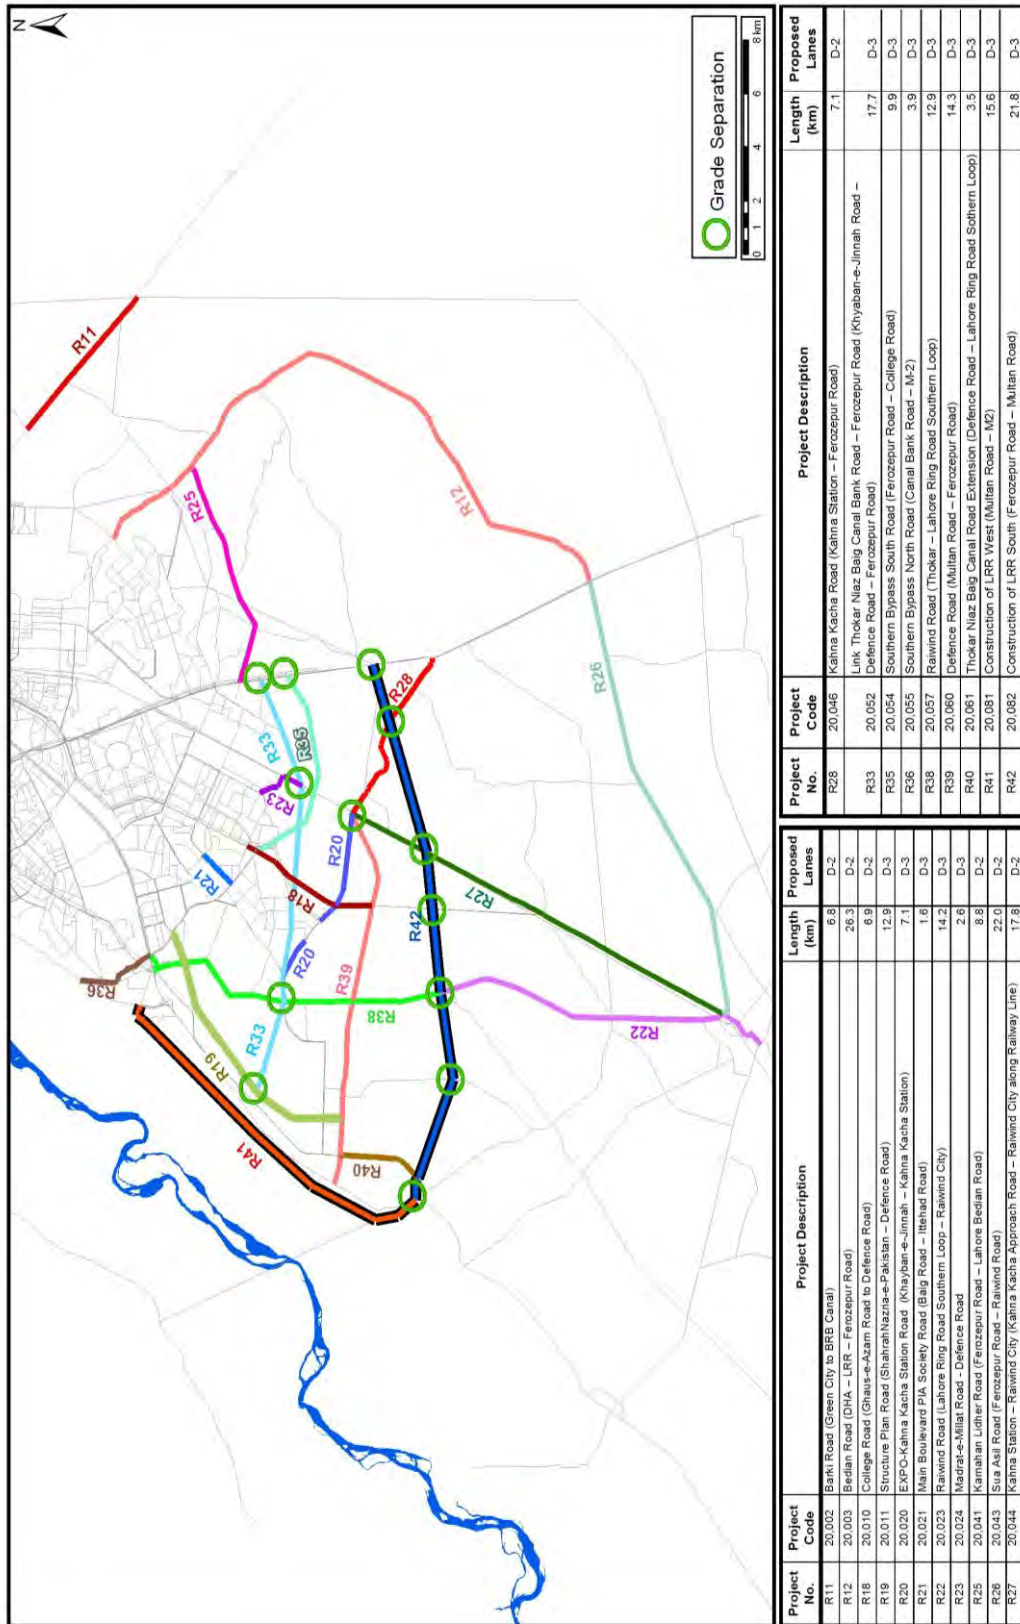 N
R11
R25
R12
R26
R33
R35
R23
R28
R20
R21
R18
R27
R42
R20
R39
R38
R36
R33
R19
R22
R41
R40
Grade Separation
0 1 2 4 6 8 km
Project No. Project Code Project Description Length (km) Proposed Lanes
R11 20,002 Barki Road (Green City to BRB Canal) 6.8 D-2
R12 20,003 Bedian Road (DHA – LRR – Ferozepur Road) 26.3 D-2
R18 20,010 College Road (Ghaus-e-Azam Road to Defence Road) 6.9 D-2
R19 20,011 Structure Plan Road (ShahrahNazria-e-Pakistan – Defence Road) 12.9 D-3
R20 20,020 EXPO-Kahna Kacha Station Road (Khayban-e-Jinnah – Kahna Kacha Station) 7.1 D-3
R21 20,021 Main Boulevard PIA Society Road (Baig Road – Ittehad Road) 1.6 D-3
R22 20,023 Raiwind Road (Lahore Ring Road Southern Loop – Raiwind City) 14.2 D-3
R23 20,024 Madrat-e-Millat Road - Defence Road 2.6 D-3
R25 20,041 Kamahan Lidher Road (Ferozepur Road – Lahore Bedian Road) 8.8 D-2
R26 20,043 Sua Asil Road (Ferozepur Road – Raiwind Road) 22.0 D-2
R27 20,044 Kahna Station – Raiwind City (Kahna Kacha Approach Road – Raiwind City along Railway Line) 17.8 D-2
Project No. Project Code Project Description Length (km) Proposed Lanes
R28 20,046 Kahna Kacha Road (Kahna Station – Ferozepur Road) 7.1 D-2
Link Thokar Niaz Baig Canal Bank Road – Ferozepur Road (Khyaban-e-Jinnah Road –
R33 20,052 Defence Road – Ferozepur Road) 17.7 D-3
R35 20,054 Southern Bypass South Road (Ferozepur Road – College Road) 9.9 D-3
R36 20,055 Southern Bypass North Road (Canal Bank Road – M-2) 3.9 D-3
R38 20,057 Raiwind Road (Thokar – Lahore Ring Road Southern Loop) 12.9 D-3
R39 20,060 Defence Road (Multan Road – Ferozepur Road) 14.3 D-3
R40 20,061 Thokar Niaz Baig Canal Road Extension (Defence Road – Lahore Ring Road Sothern Loop) 3.5 D-3
R41 20,081 Construction of LRR West (Multan Road – M2) 15.6 D-3
R42 20,082 Construction of LRR South (Ferozepur Road – Multan Road) 21.8 D-3